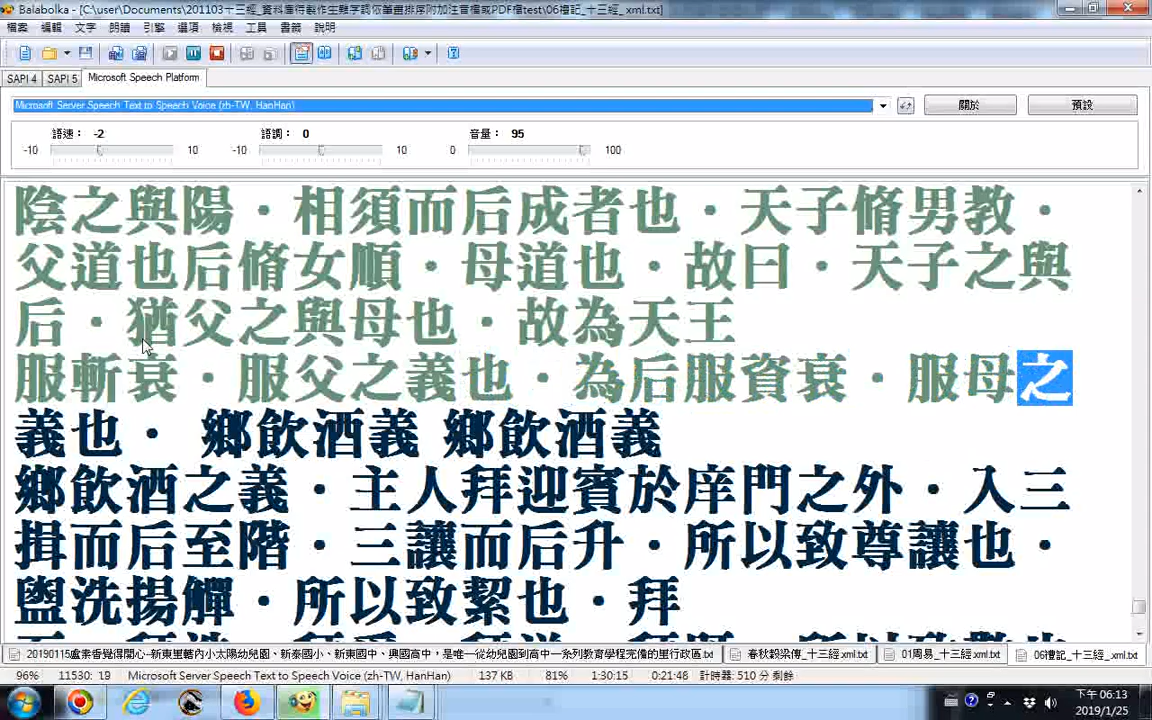 Balabolka - [C:\user\Documents\201103十三經_資料庫得製作生難字詞依筆畫排序附加注音檔或PDF檔test\06禮記_十三經_ xml.txt]
檔案 編輯 文字 朗讀 引擎 選項 檢視 工具 書籤 說明
SAPI 4 SAPI 5 Microsoft Speech Platform
Microsoft Server Speech Text to Speech Voice (zh-TW, HanHan) 關於 預設
語速： -2 語調： 0 音量： 95
-10 10 -10 10 0 100
陰之與陽．相須而后成者也．天子脩男教．
父道也后脩女順．母道也．故曰．天子之與
后．猶父之與母也．故為天王
服斬衰．服父之義也．為后服資衰．服母之
義也． 鄉飲酒義 鄉飲酒義
鄉飲酒之義．主人拜迎賓於庠門之外．入三
揖而后至階．三讓而后升．所以致尊讓也．
盥洗揚觶．所以致絜也．拜
至．拜洗．拜受．拜送．拜既．所以致敬也
20190115盧素香覺得開心--新東里轄內小太陽幼兒園、新泰國小、新東國中、興國高中，是唯一從幼兒園到高中一系列教育學程完備的里行政區.txt 春秋穀梁傳_十三經.txt 01周易_十三經.txt 06禮記_十三經_ xml.txt
96% 11530: 19 Microsoft Server Speech Text to Speech Voice (zh-TW, HanHan) 137 KB 81% 1:30:15 0:21:48 計時器： 510 分 剩餘
下午 06:13
2019/1/25